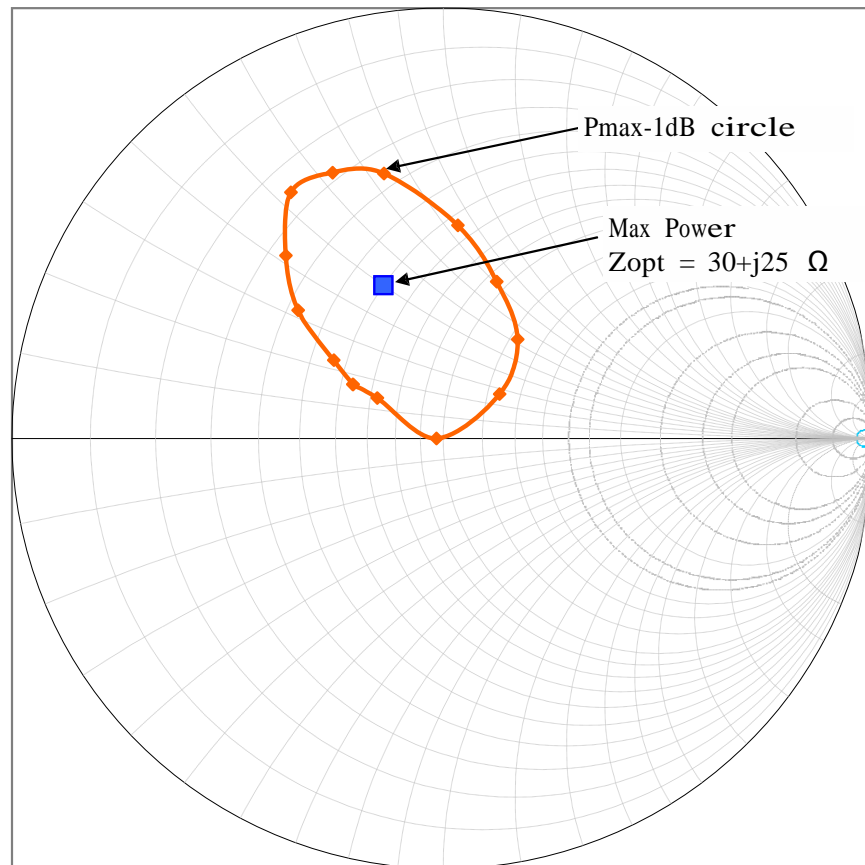 Pmax-1dB circle
Max Power
Zopt = 30+j25 Ω